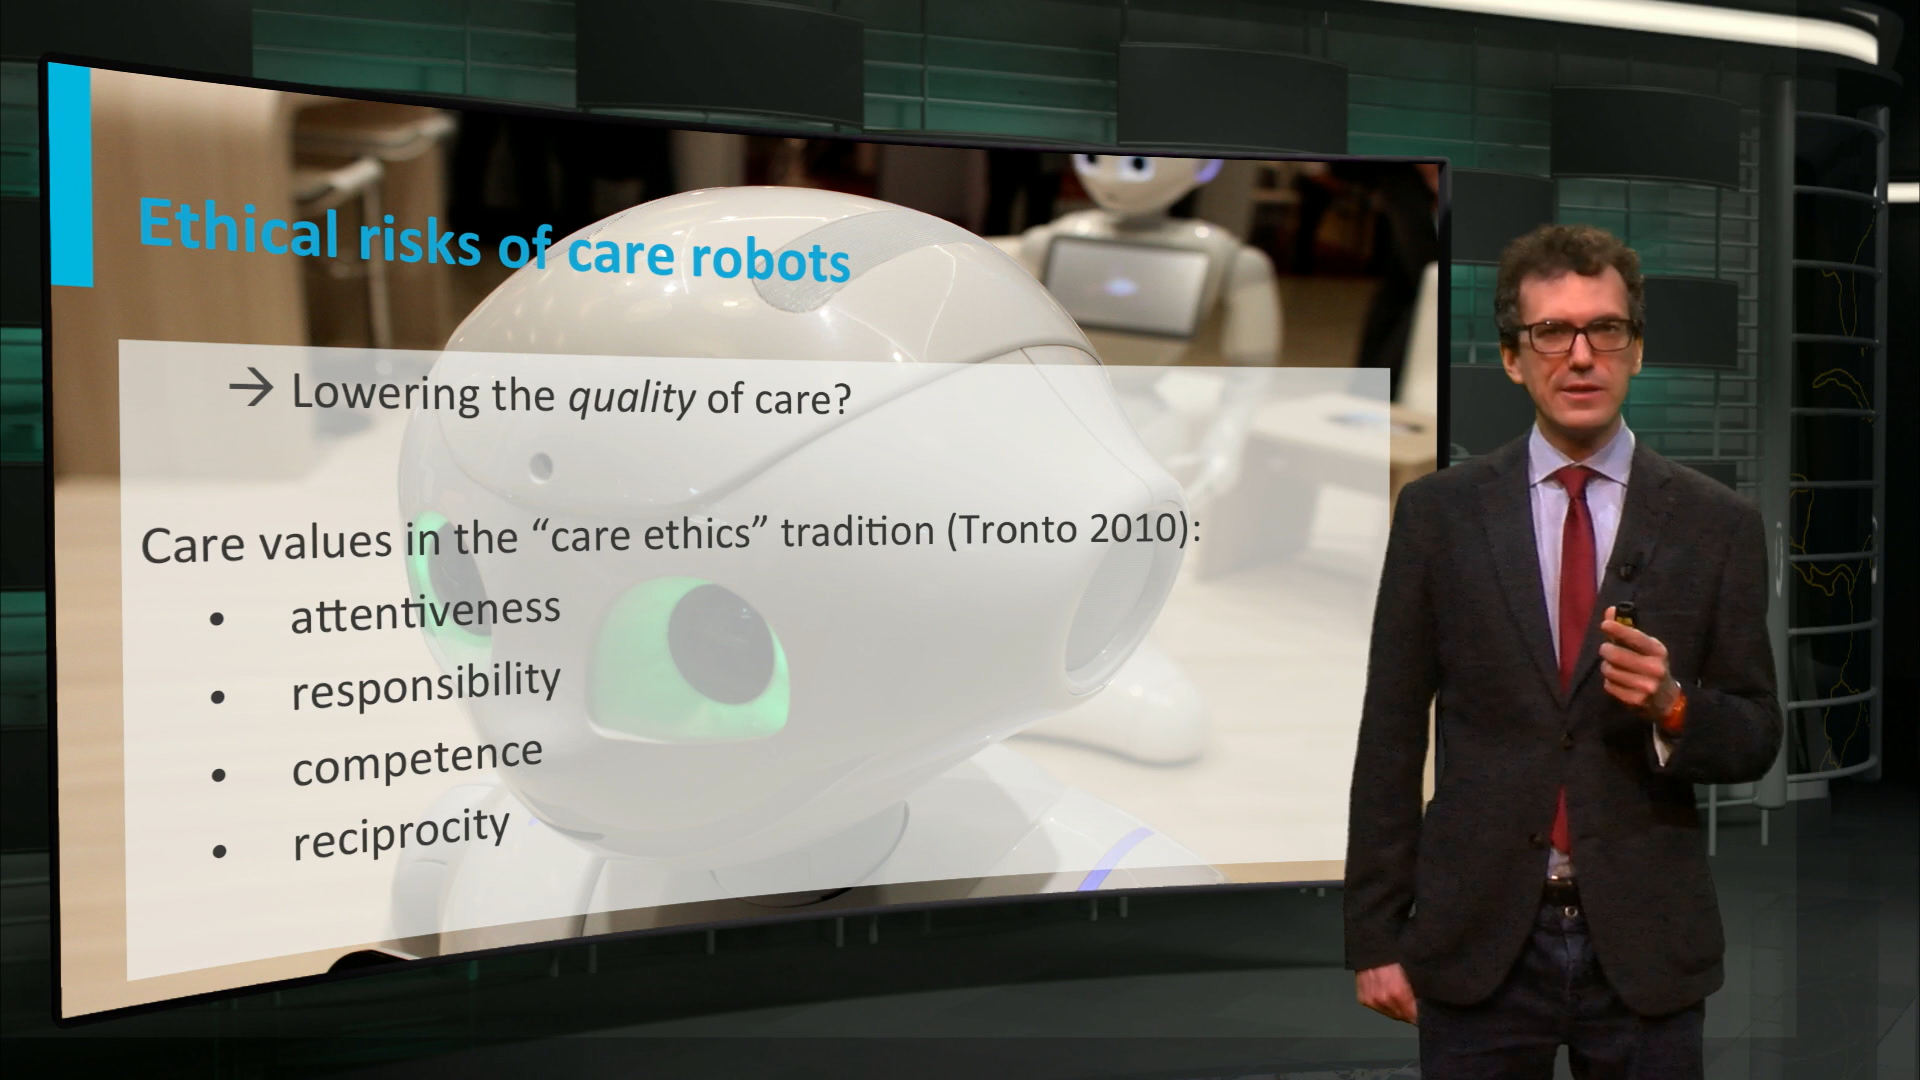 Ethical risks of care robots
→ Lowering the quality of care?
Care values in the “care ethics” tradition (Tronto 2010):
• attentiveness
• responsibility
• competence
• reciprocity